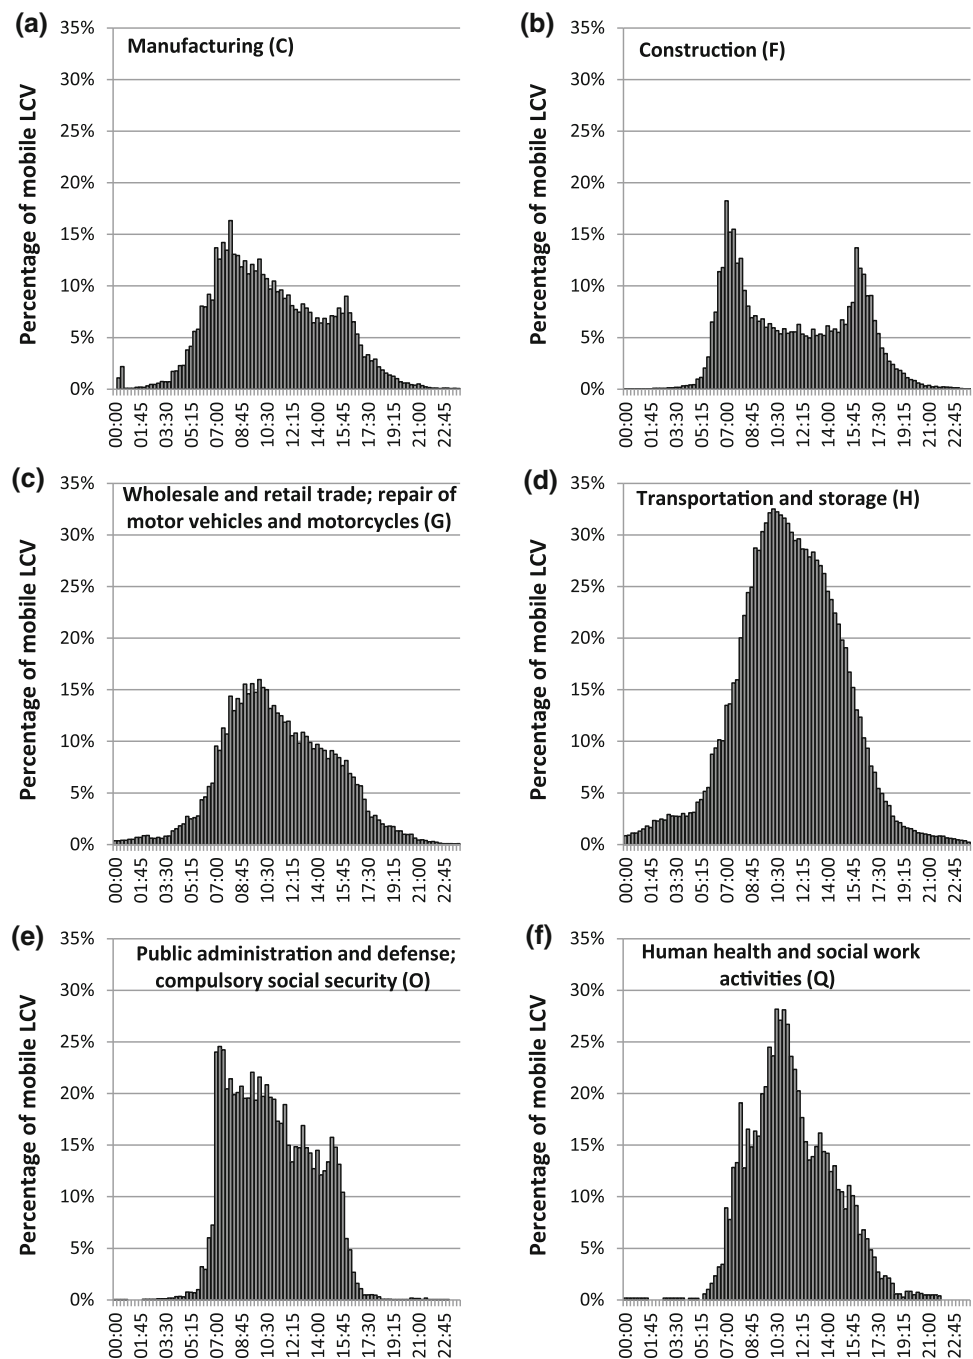 (a)
Manufacturing (C)
Percentage of mobile LCV
35%
30%
25%
20%
15%
10%
5%
0%
00:00 01:45 03:30 05:15 07:00 08:45 10:30 12:15 14:00 15:45 17:30 19:15 21:00 22:45
(b)
Construction (F)
Percentage of mobile LCV
35%
30%
25%
20%
15%
10%
5%
0%
00:00 01:45 03:30 05:15 07:00 08:45 10:30 12:15 14:00 15:45 17:30 19:15 21:00 22:45
(c)
Wholesale and retail trade; repair of
motor vehicles and motorcycles (G)
Percentage of mobile LCV
35%
30%
25%
20%
15%
10%
5%
0%
00:00 01:45 03:30 05:15 07:00 08:45 10:30 12:15 14:00 15:45 17:30 19:15 21:00 22:45
(d)
Transportation and storage (H)
Percentage of mobile LCV
35%
30%
25%
20%
15%
10%
5%
0%
00:00 01:45 03:30 05:15 07:00 08:45 10:30 12:15 14:00 15:45 17:30 19:15 21:00 22:45
(e)
Public administration and defense;
compulsory social security (O)
Percentage of mobile LCV
35%
30%
25%
20%
15%
10%
5%
0%
00:00 01:45 03:30 05:15 07:00 08:45 10:30 12:15 14:00 15:45 17:30 19:15 21:00 22:45
(f)
Human health and social work
activities (Q)
Percentage of mobile LCV
35%
30%
25%
20%
15%
10%
5%
0%
00:00 01:45 03:30 05:15 07:00 08:45 10:30 12:15 14:00 15:45 17:30 19:15 21:00 22:45